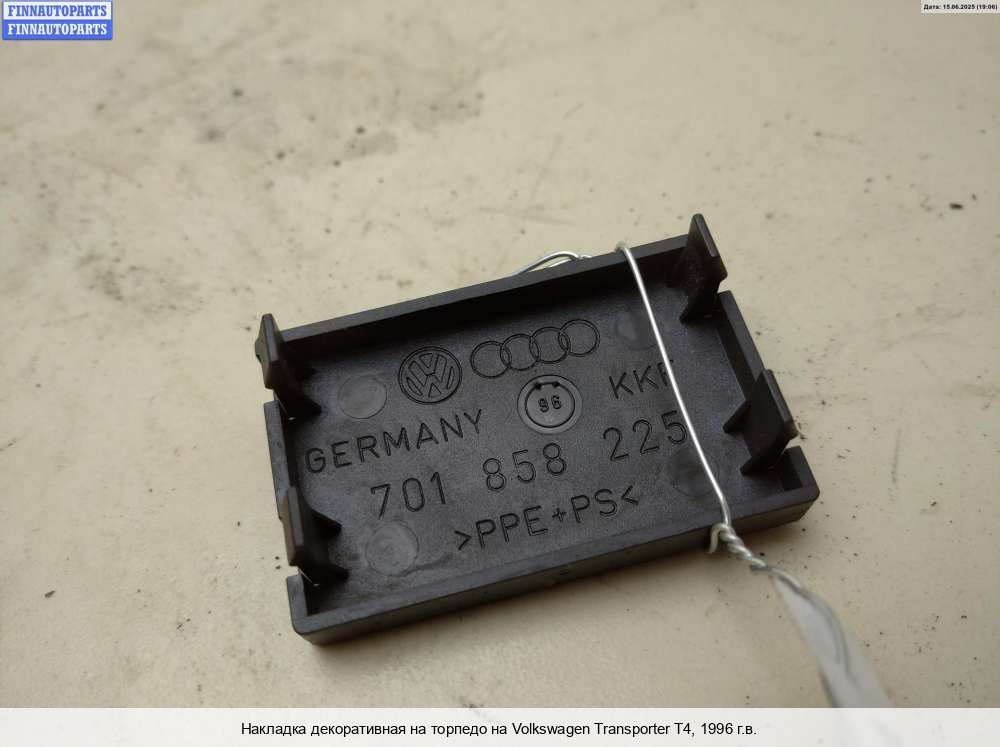 FINNAUTOPARTS
FINNAUTOPARTS
Дата: 15.06.2025 (19:06)
96
GERMANY
701 858 225
>PPE+PS<
Накладка декоративная на торпедо на Volkswagen Transporter T4, 1996 г.в.